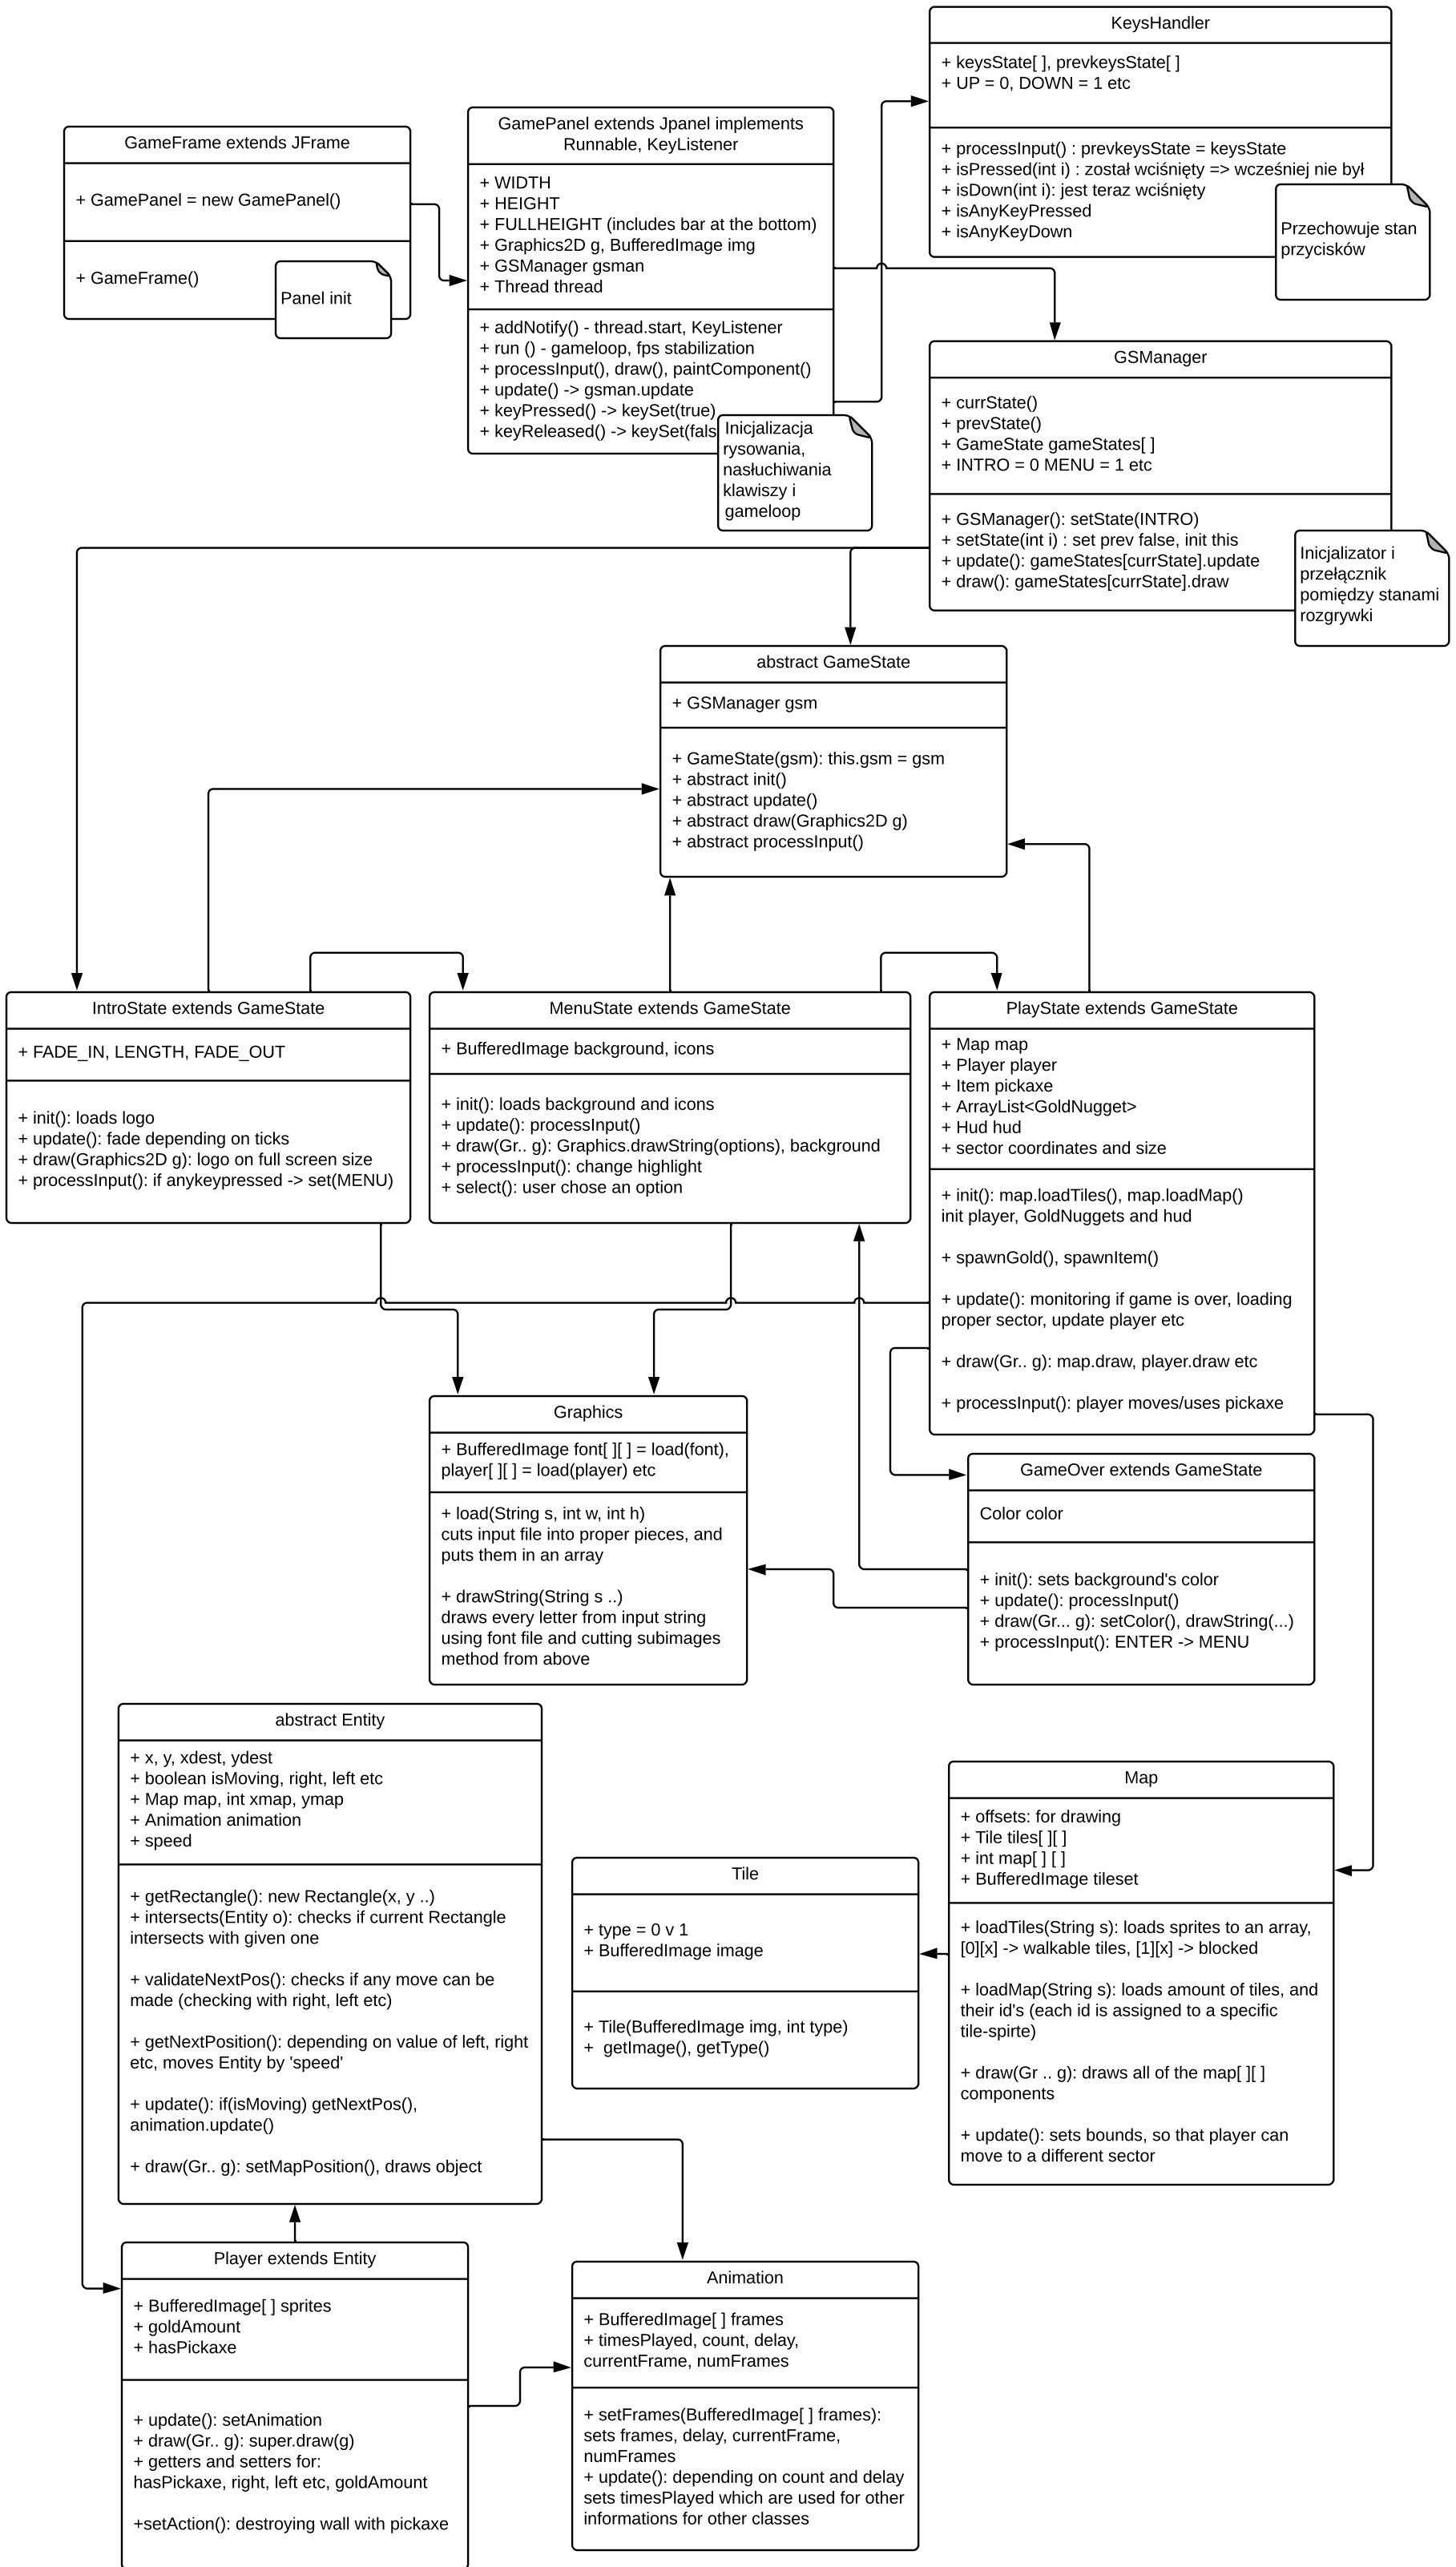 KeysHandler
+ keysState[ ], prevkeysState[ ]
+ UP = 0, DOWN = 1 etc
+ processInput() : prevkeysState = keysState
+ isPressed(int i) : został wciśnięty => wcześniej nie był
+ isDown(int i): jest teraz wciśnięty
+ isAnyKeyPressed
+ isAnyKeyDown
Przechowuje stan
przycisków
GameFrame extends JFrame
+ GamePanel = new GamePanel()
+ GameFrame()
Panel init
GamePanel extends Jpanel implements
Runnable, KeyListener
+ WIDTH
+ HEIGHT
+ FULLHEIGHT (includes bar at the bottom)
+ Graphics2D g, BufferedImage img
+ GSManager gsman
+ Thread thread
+ addNotify() - thread.start, KeyListener
+ run () - gameloop, fps stabilization
+ processInput(), draw(), paintComponent()
+ update() -> gsman.update
+ keyPressed() -> keySet(true)
+ keyReleased() -> keySet(fals
Inicjalizacja
rysowania,
nasłuchiwania
klawiszy i
gameloop
GSManager
+ currState()
+ prevState()
+ GameState gameStates[ ]
+ INTRO = 0 MENU = 1 etc
+ GSManager(): setState(INTRO)
+ setState(int i) : set prev false, init this
+ update(): gameStates[currState].update
+ draw(): gameStates[currState].draw
Inicjalizator i
przełącznik
pomiędzy stanami
rozgrywki
abstract GameState
+ GSManager gsm
+ GameState(gsm): this.gsm = gsm
+ abstract init()
+ abstract update()
+ abstract draw(Graphics2D g)
+ abstract processInput()
IntroState extends GameState
+ FADE_IN, LENGTH, FADE_OUT
+ init(): loads logo
+ update(): fade depending on ticks
+ draw(Graphics2D g): logo on full screen size
+ processInput(): if anykeypressed -> set(MENU)
MenuState extends GameState
+ BufferedImage background, icons
+ init(): loads background and icons
+ update(): processInput()
+ draw(Gr.. g): Graphics.drawString(options), background
+ processInput(): change highlight
+ select(): user chose an option
PlayState extends GameState
+ Map map
+ Player player
+ Item pickaxe
+ ArrayList<GoldNugget>
+ Hud hud
+ sector coordinates and size
+ init(): map.loadTiles(), map.loadMap()
init player, GoldNuggets and hud
+ spawnGold(), spawnItem()
+ update(): monitoring if game is over, loading
proper sector, update player etc
+ draw(Gr.. g): map.draw, player.draw etc
+ processInput(): player moves/uses pickaxe
Graphics
+ BufferedImage font[ ][ ] = load(font),
player[ ][ ] = load(player) etc
+ load(String s, int w, int h)
cuts input file into proper pieces, and
puts them in an array
+ drawString(String s ..)
draws every letter from input string
using font file and cutting subimages
method from above
GameOver extends GameState
Color color
+ init(): sets background's color
+ update(): processInput()
+ draw(Gr... g): setColor(), drawString(...)
+ processInput(): ENTER -> MENU
abstract Entity
+ x, y, xdest, ydest
+ boolean isMoving, right, left etc
+ Map map, int xmap, ymap
+ Animation animation
+ speed
+ getRectangle(): new Rectangle(x, y ..)
+ intersects(Entity o): checks if current Rectangle
intersects with given one
+ validateNextPos(): checks if any move can be
made (checking with right, left etc)
+ getNextPosition(): depending on value of left, right
etc, moves Entity by 'speed'
+ update(): if(isMoving) getNextPos(),
animation.update()
+ draw(Gr.. g): setMapPosition(), draws object
Tile
+ type = 0 v 1
+ BufferedImage image
+ Tile(BufferedImage img, int type)
+  getImage(), getType()
Map
+ offsets: for drawing
+ Tile tiles[ ][ ]
+ int map[ ] [ ]
+ BufferedImage tileset
+ loadTiles(String s): loads sprites to an array,
[0][x] -> walkable tiles, [1][x] -> blocked
+ loadMap(String s): loads amount of tiles, and
their id's (each id is assigned to a specific
tile-spirte)
+ draw(Gr .. g): draws all of the map[ ][ ]
components
+ update(): sets bounds, so that player can
move to a different sector
Player extends Entity
+ BufferedImage[ ] sprites
+ goldAmount
+ hasPickaxe
+ update(): setAnimation
+ draw(Gr.. g): super.draw(g)
+ getters and setters for:
hasPickaxe, right, left etc, goldAmount
+setAction(): destroying wall with pickaxe
Animation
+ BufferedImage[ ] frames
+ timesPlayed, count, delay,
currentFrame, numFrames
+ setFrames(BufferedImage[ ] frames):
sets frames, delay, currentFrame,
numFrames
+ update(): depending on count and delay
sets timesPlayed which are used for other
informations for other classes